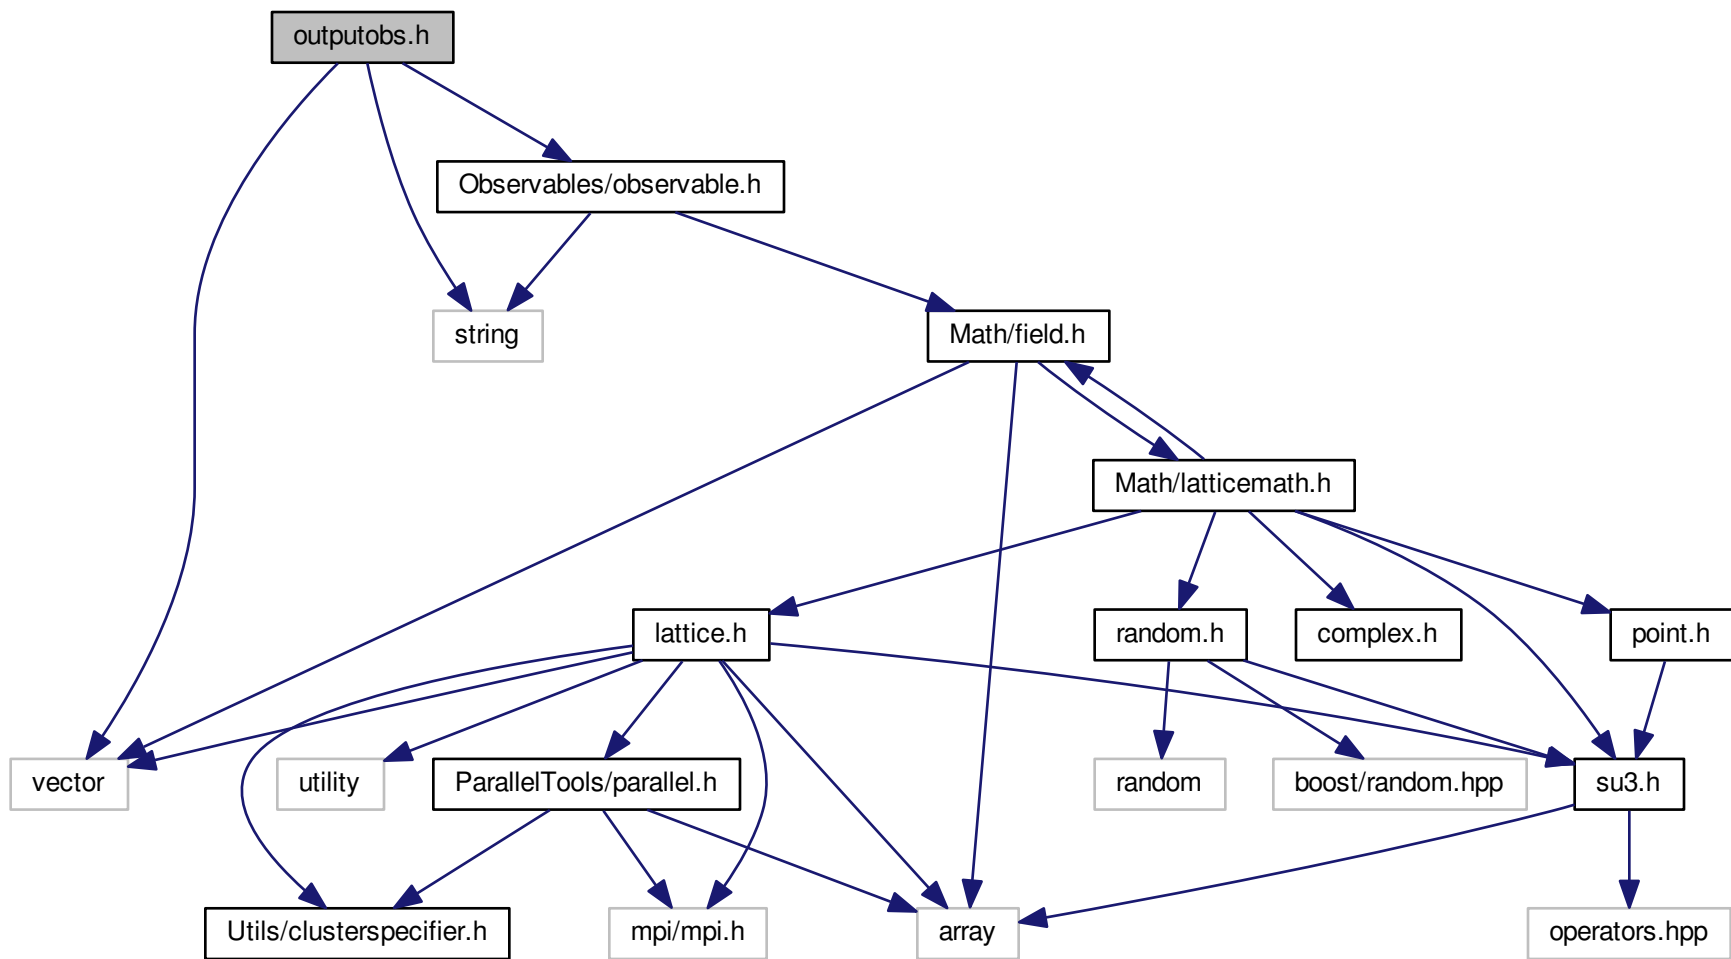 outputobs.h
Observables/observable.h
string
Math/field.h
Math/latticemath.h
lattice.h
random.h
complex.h
point.h
vector
utility
ParallelTools/parallel.h
random
boost/random.hpp
su3.h
Utils/clusterspecifier.h
mpi/mpi.h
array
operators.hpp